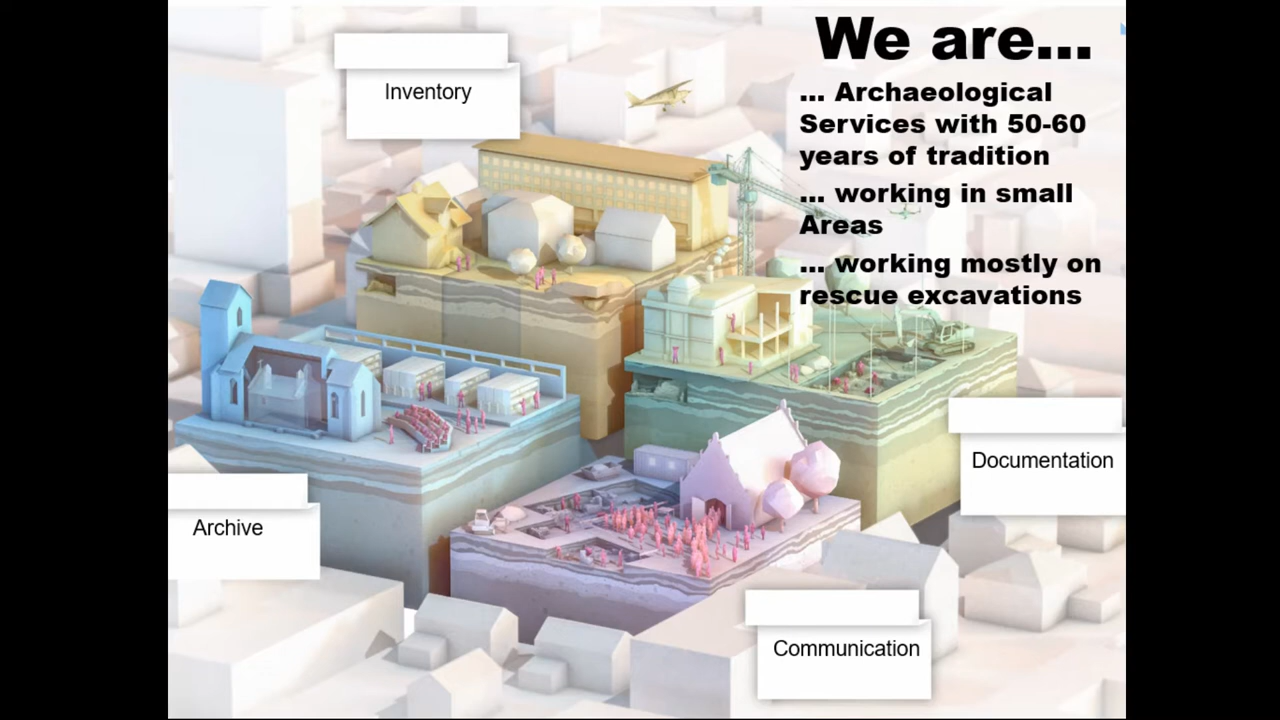 We are...
... Archaeological
Services with 50-60
years of tradition
... working in small
Areas
... working mostly on
rescue excavations
Inventory
Documentation
Archive
Communication